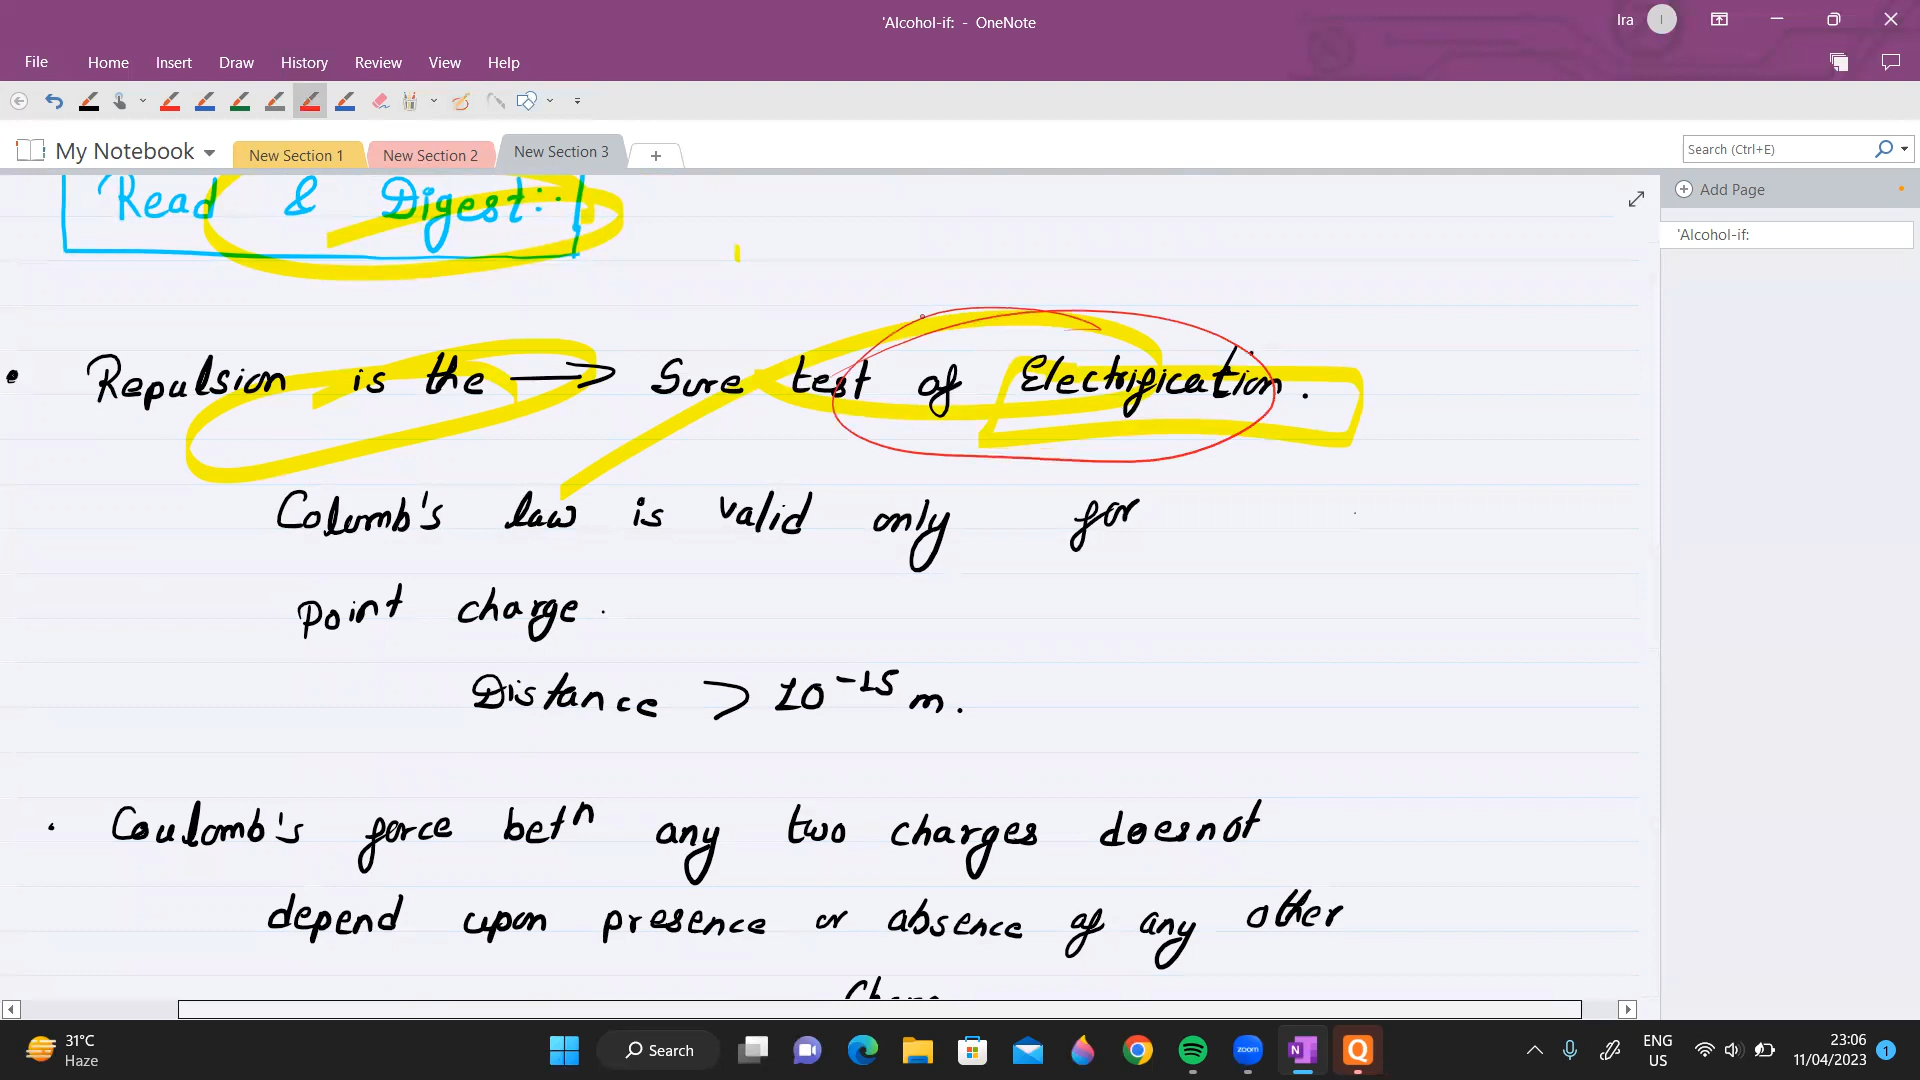 'Alcohol-if: - OneNote
Ira
I
File Home Insert Draw History Review View Help
My Notebook
New Section 1
New Section 2
New Section 3
Search (Ctrl+E)
Add Page
'Alcohol-if:
Read & Digest:
• Repulsion is the → Sure test of Electrification.
Columb's law is valid only for
Point charge.
Distance > 10⁻¹⁵ m.
• Coulomb's force betⁿ any two charges doesnot
depend upon presence or absence of any other
31°C
Haze
Search
zoom
N
Q
ENG
US
23:06
11/04/2023
1